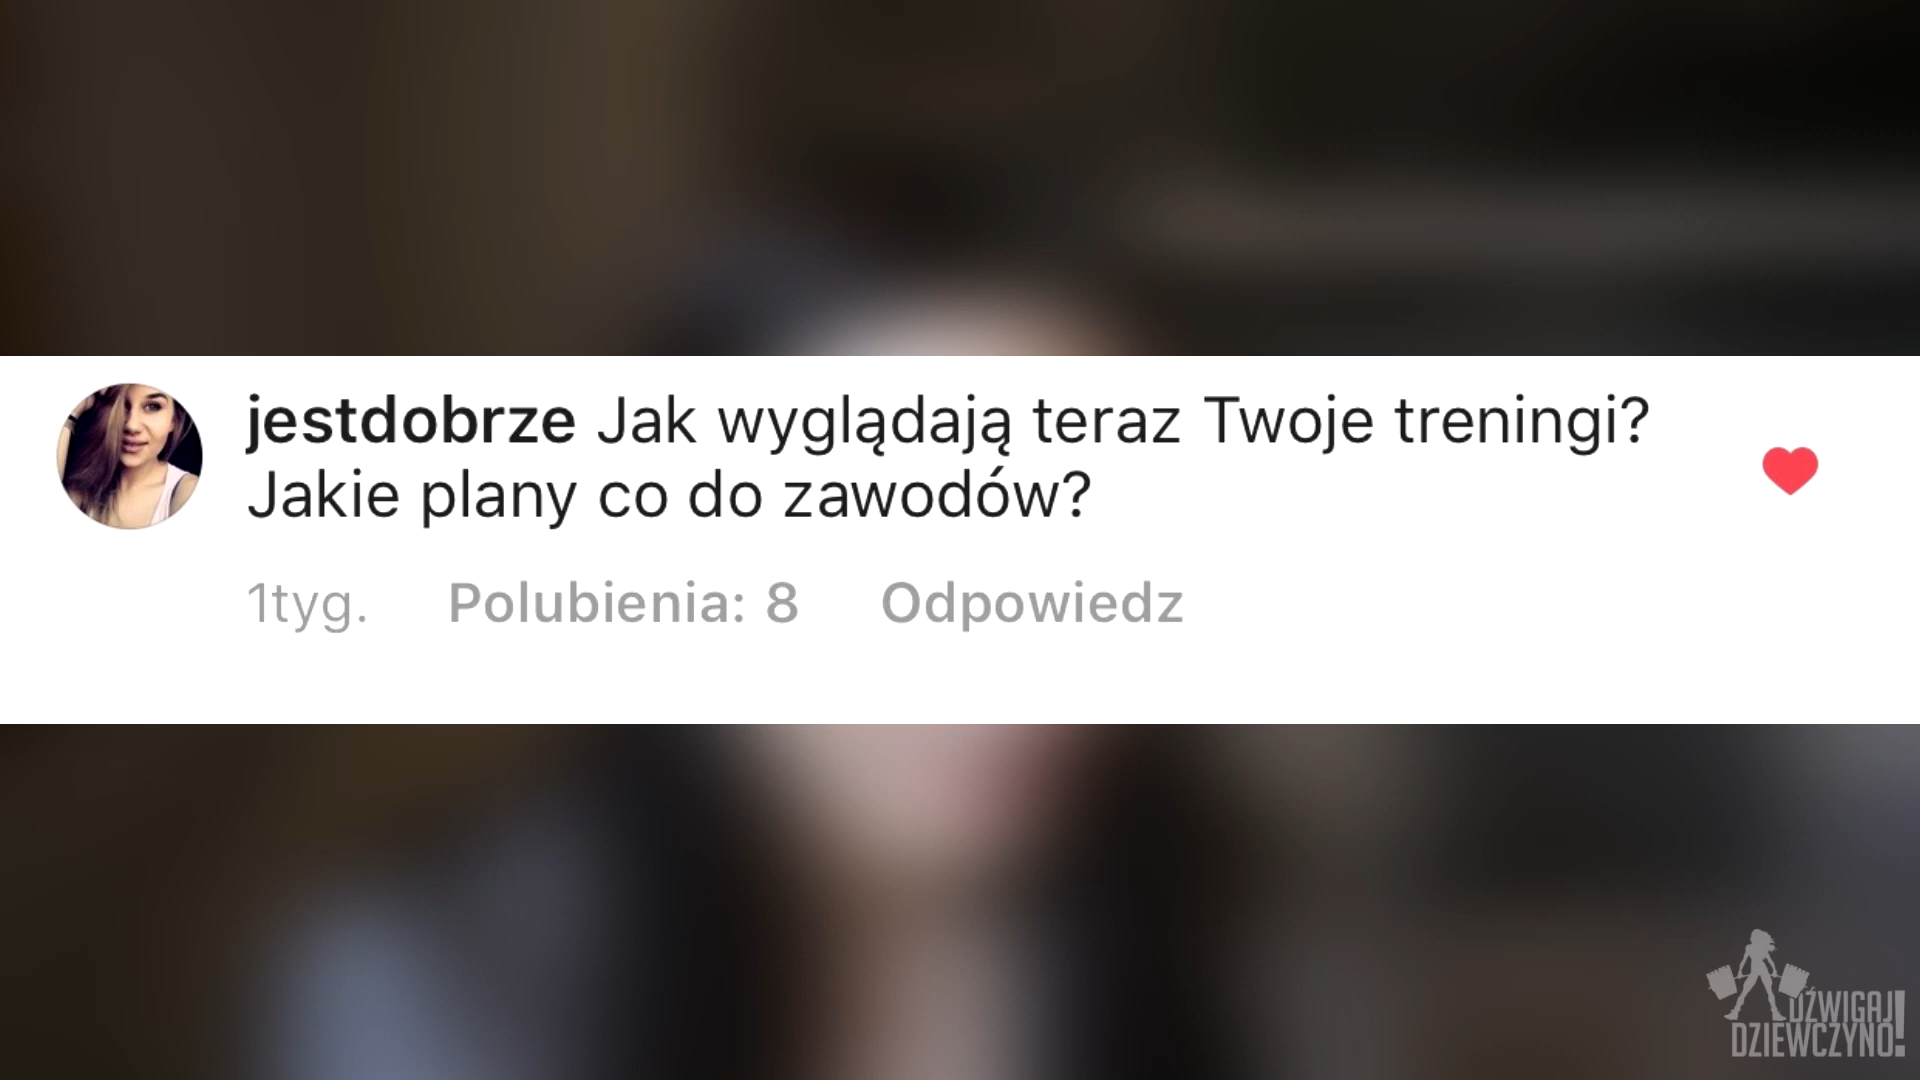 jestdobrze Jak wyglądają teraz Twoje treningi?
Jakie plany co do zawodów?
1tyg. Polubienia: 8 Odpowiedz
DŹWIGAJ
DZIEWCZYNO!